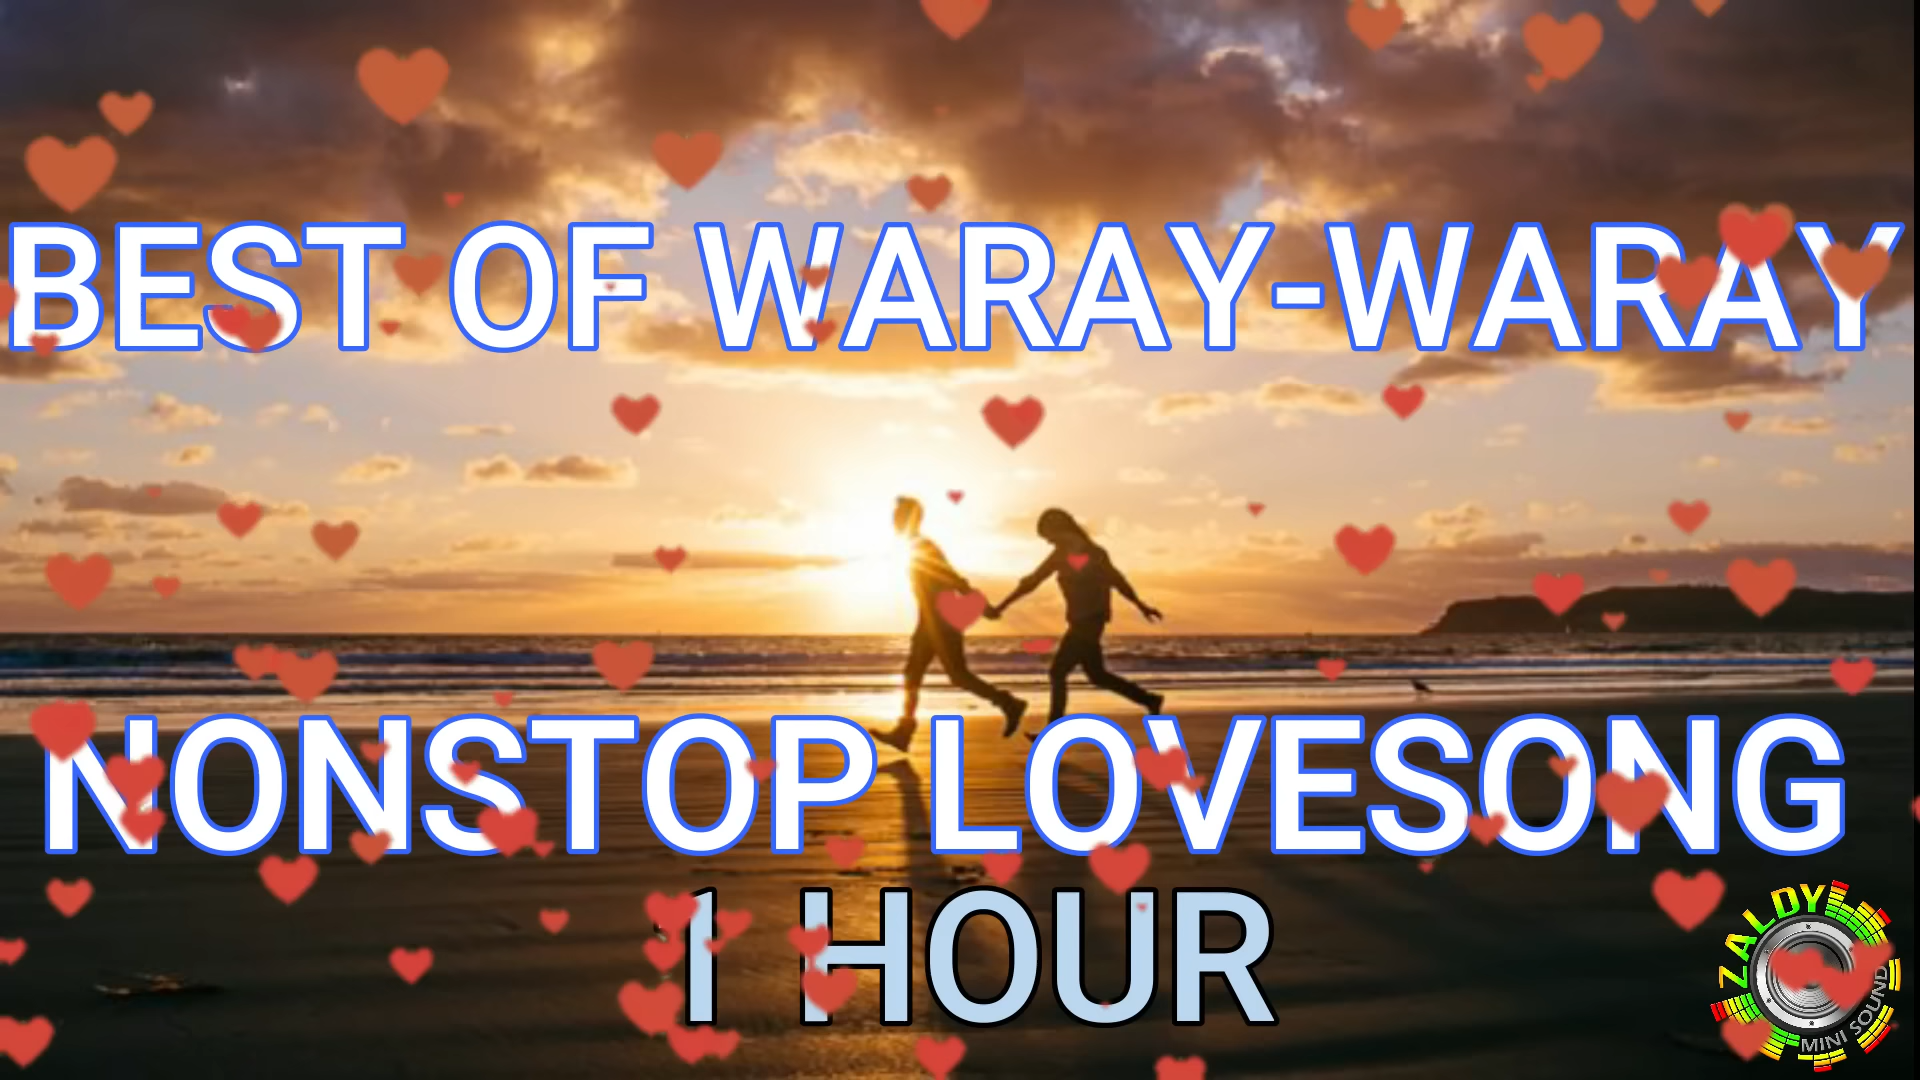 BEST OF WARAY-WARAY
NONSTOP LOVESONG
1 HOUR
ZALDY
MINI SOUND